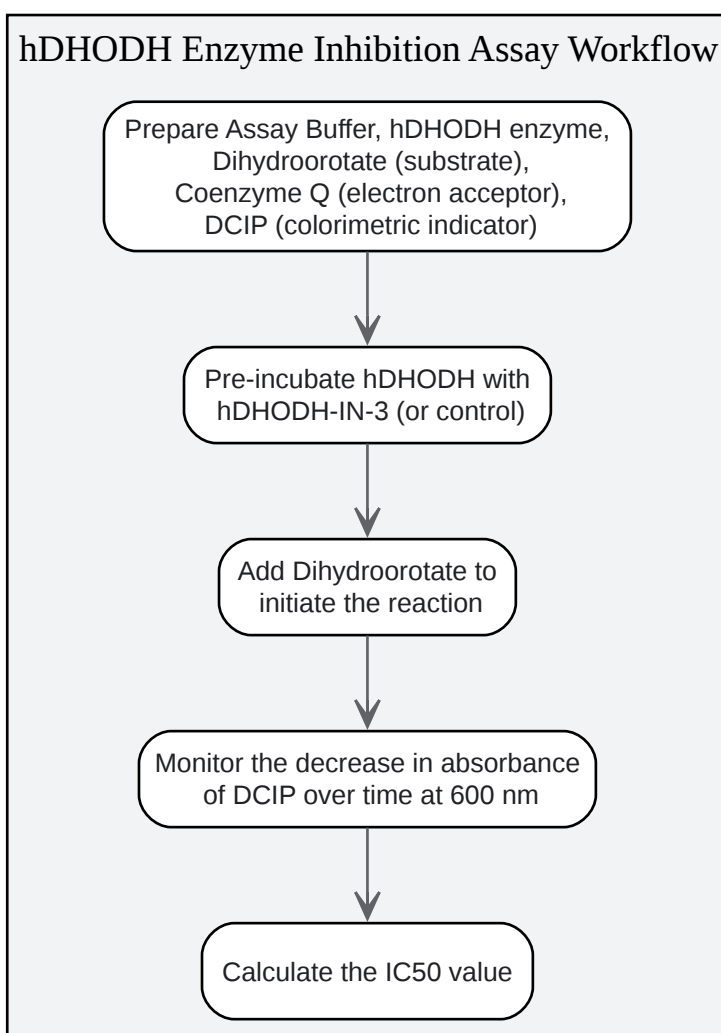 hDHODH Enzyme Inhibition Assay Workflow
Prepare Assay Buffer, hDHODH enzyme,
Dihydroorotate (substrate),
Coenzyme Q (electron acceptor),
DCIP (colorimetric indicator)
Pre-incubate hDHODH with
hDHODH-IN-3 (or control)
Add Dihydroorotate to
initiate the reaction
Monitor the decrease in absorbance
of DCIP over time at 600 nm
Calculate the IC50 value